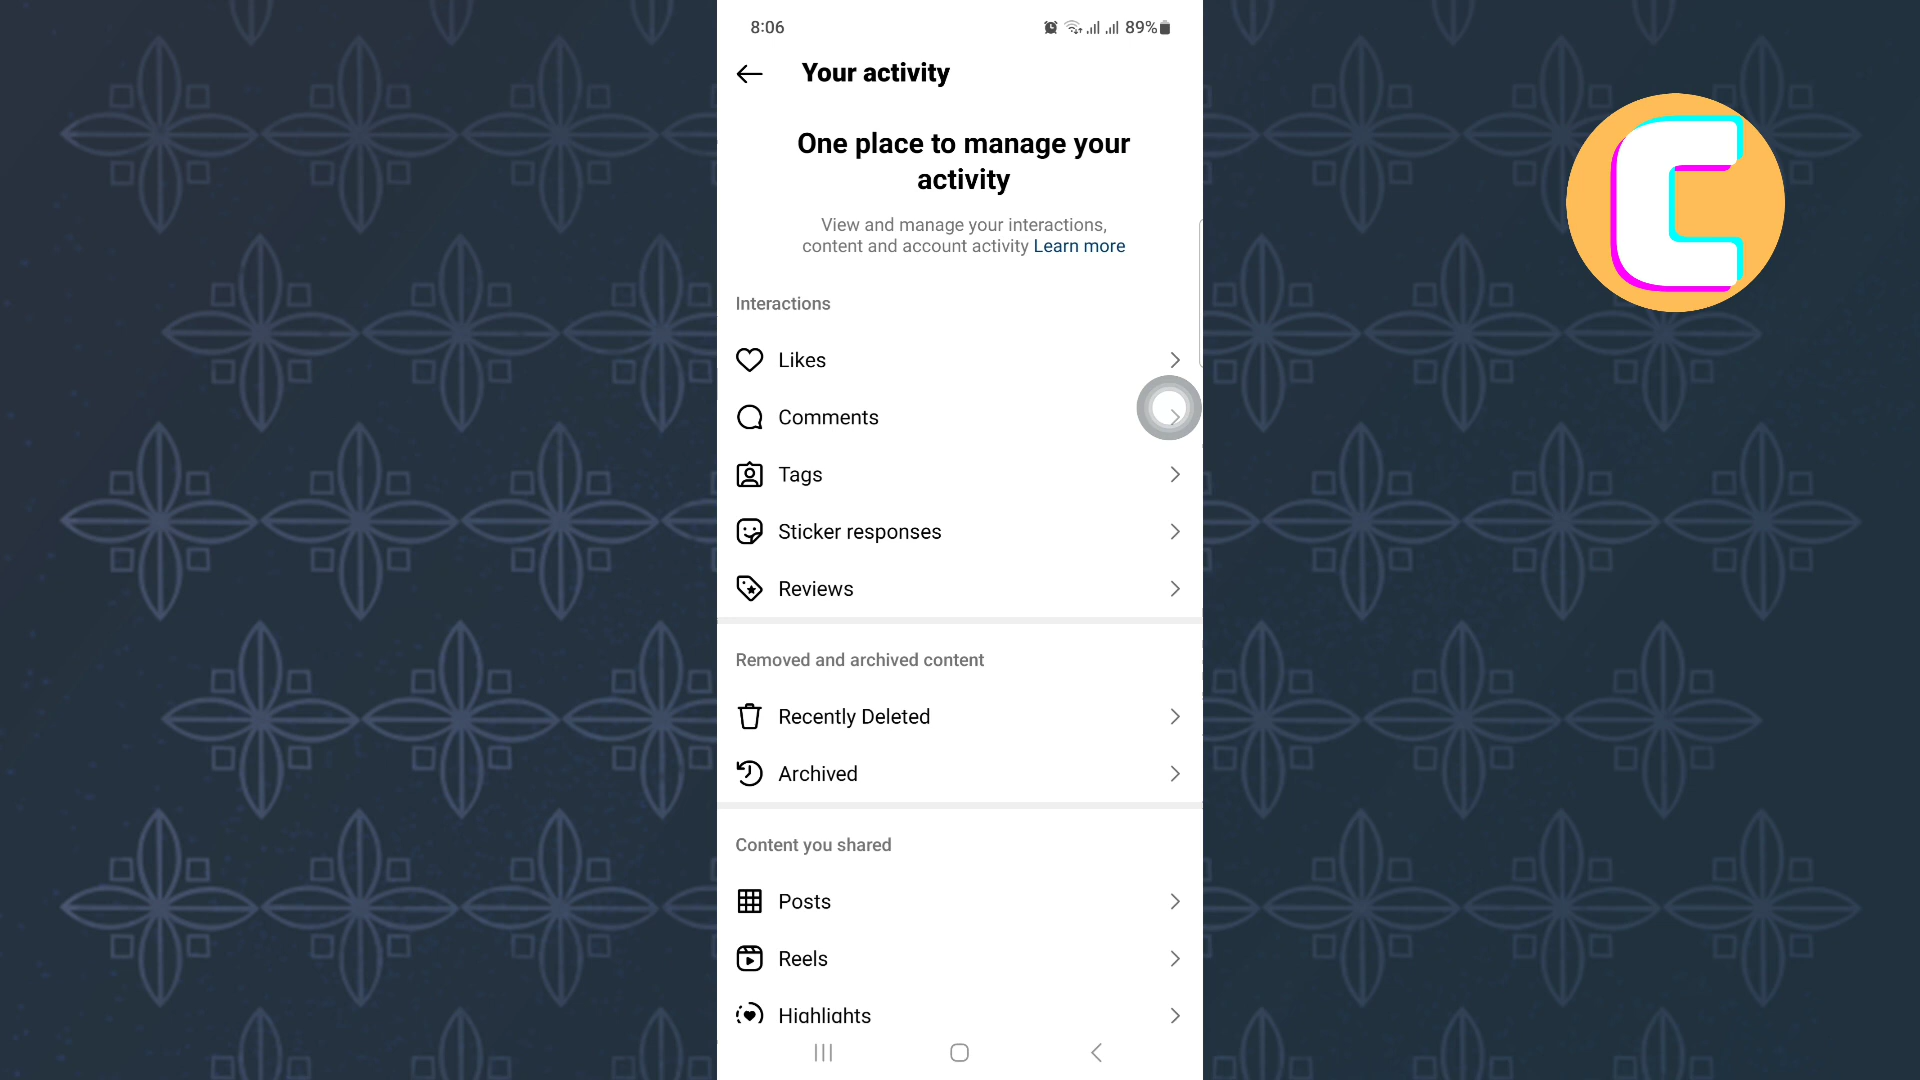 8:06
89%
Your activity
One place to manage your
activity
View and manage your interactions,
content and account activity Learn more
Interactions
Likes
Comments
Tags
Sticker responses
Reviews
Removed and archived content
Recently Deleted
Archived
Content you shared
Posts
Reels
Highlights
C